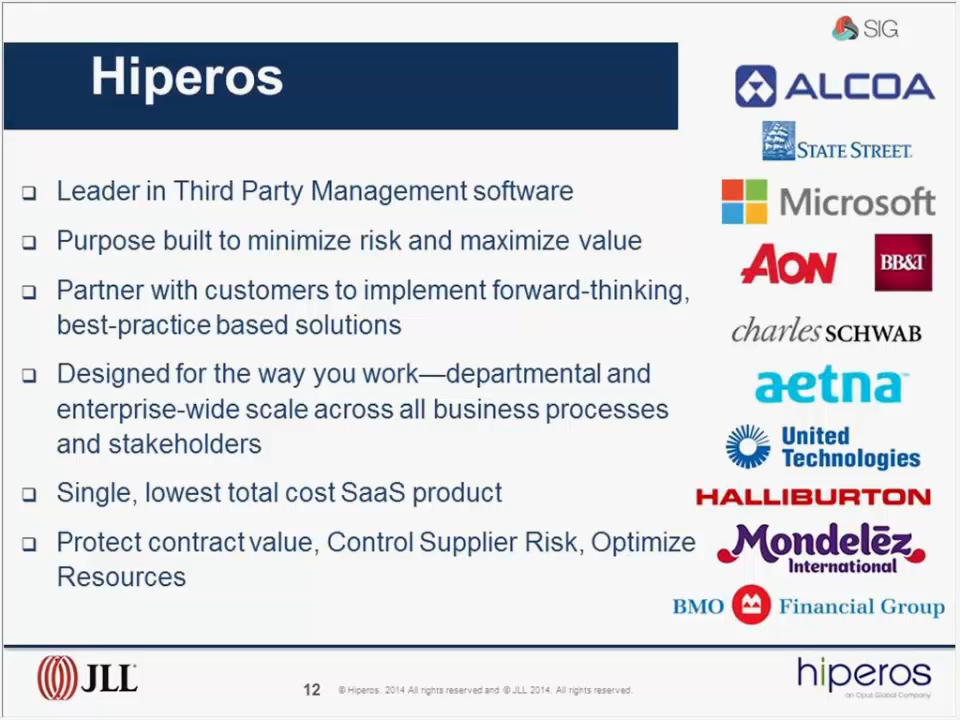 SIG
Hiperos
ALCOA
STATE STREET.
Leader in Third Party Management software
Microsoft
Purpose built to minimize risk and maximize value
AON
BB&T
Partner with customers to implement forward-thinking,
best-practice based solutions
charles SCHWAB
Designed for the way you work—departmental and
enterprise-wide scale across all business processes
and stakeholders
aetna™
United
Technologies
Single, lowest total cost SaaS product
HALLIBURTON
Protect contract value, Control Supplier Risk, Optimize
Resources
Mondelēz
International
BMO Financial Group
JLL
12
© Hiperos. 2014 All rights reserved and © JLL 2014. All rights reserved.
hiperos
an Opus Global Company